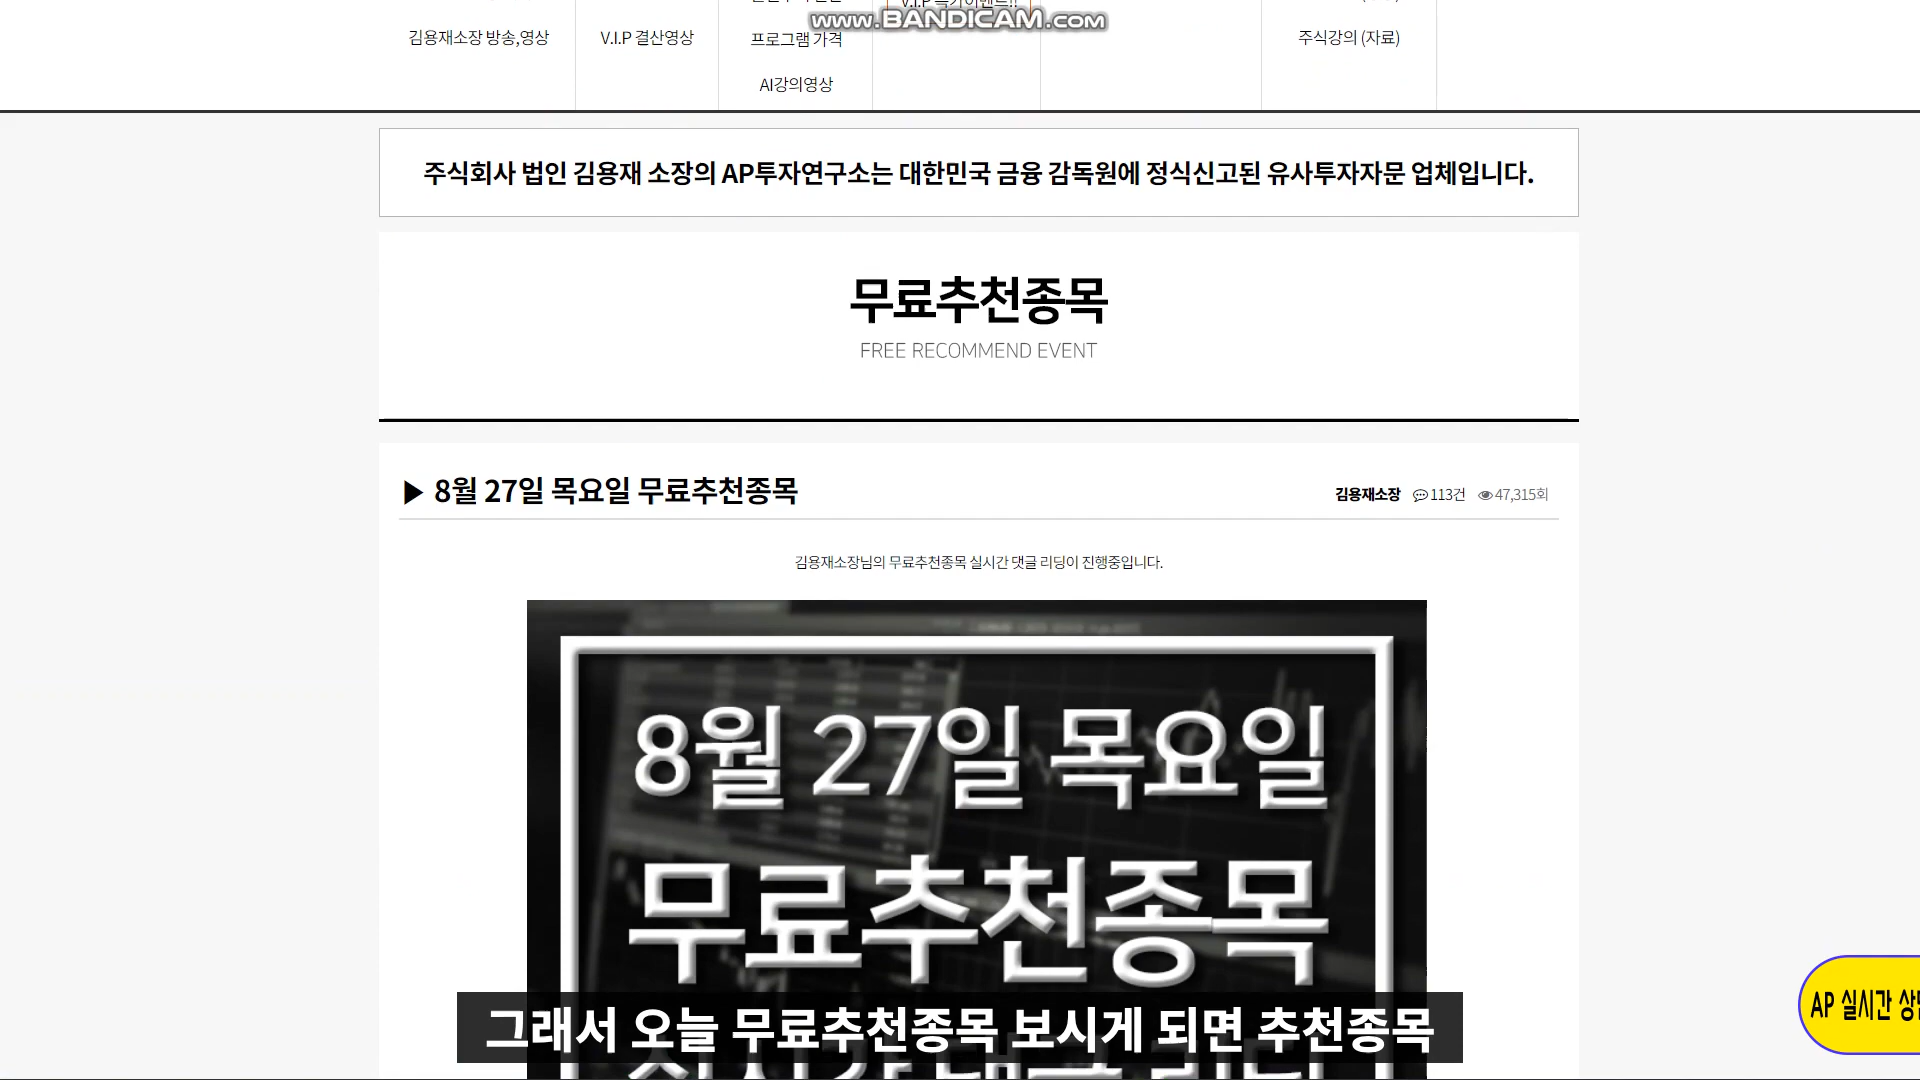 V.I.P 특가이벤트!!
www.BANDICAM.com
김용재소장 방송,영상
V.I.P 결산영상
프로그램 가격
주식강의 (자료)
AI강의영상
주식회사 법인 김용재 소장의 AP투자연구소는 대한민국 금융 감독원에 정식신고된 유사투자자문 업체입니다.
무료추천종목
FREE RECOMMEND EVENT
▶ 8월 27일 목요일 무료추천종목
김용재소장 113건 47,315회
김용재소장님의 무료추천종목 실시간 댓글 리딩이 진행중입니다.
8월 27일 목요일
무료추천종목
그래서 오늘 무료추천종목 보시게 되면 추천종목
AP 실시간